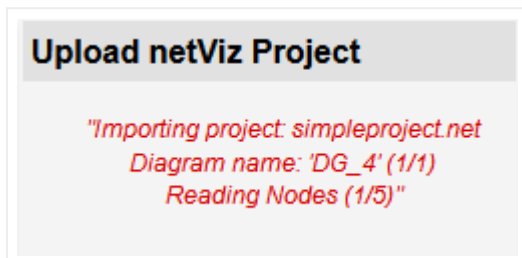 Upload netViz Project
"Importing project: simpleproject.net
Diagram name: 'DG_4' (1/1)
Reading Nodes (1/5)"